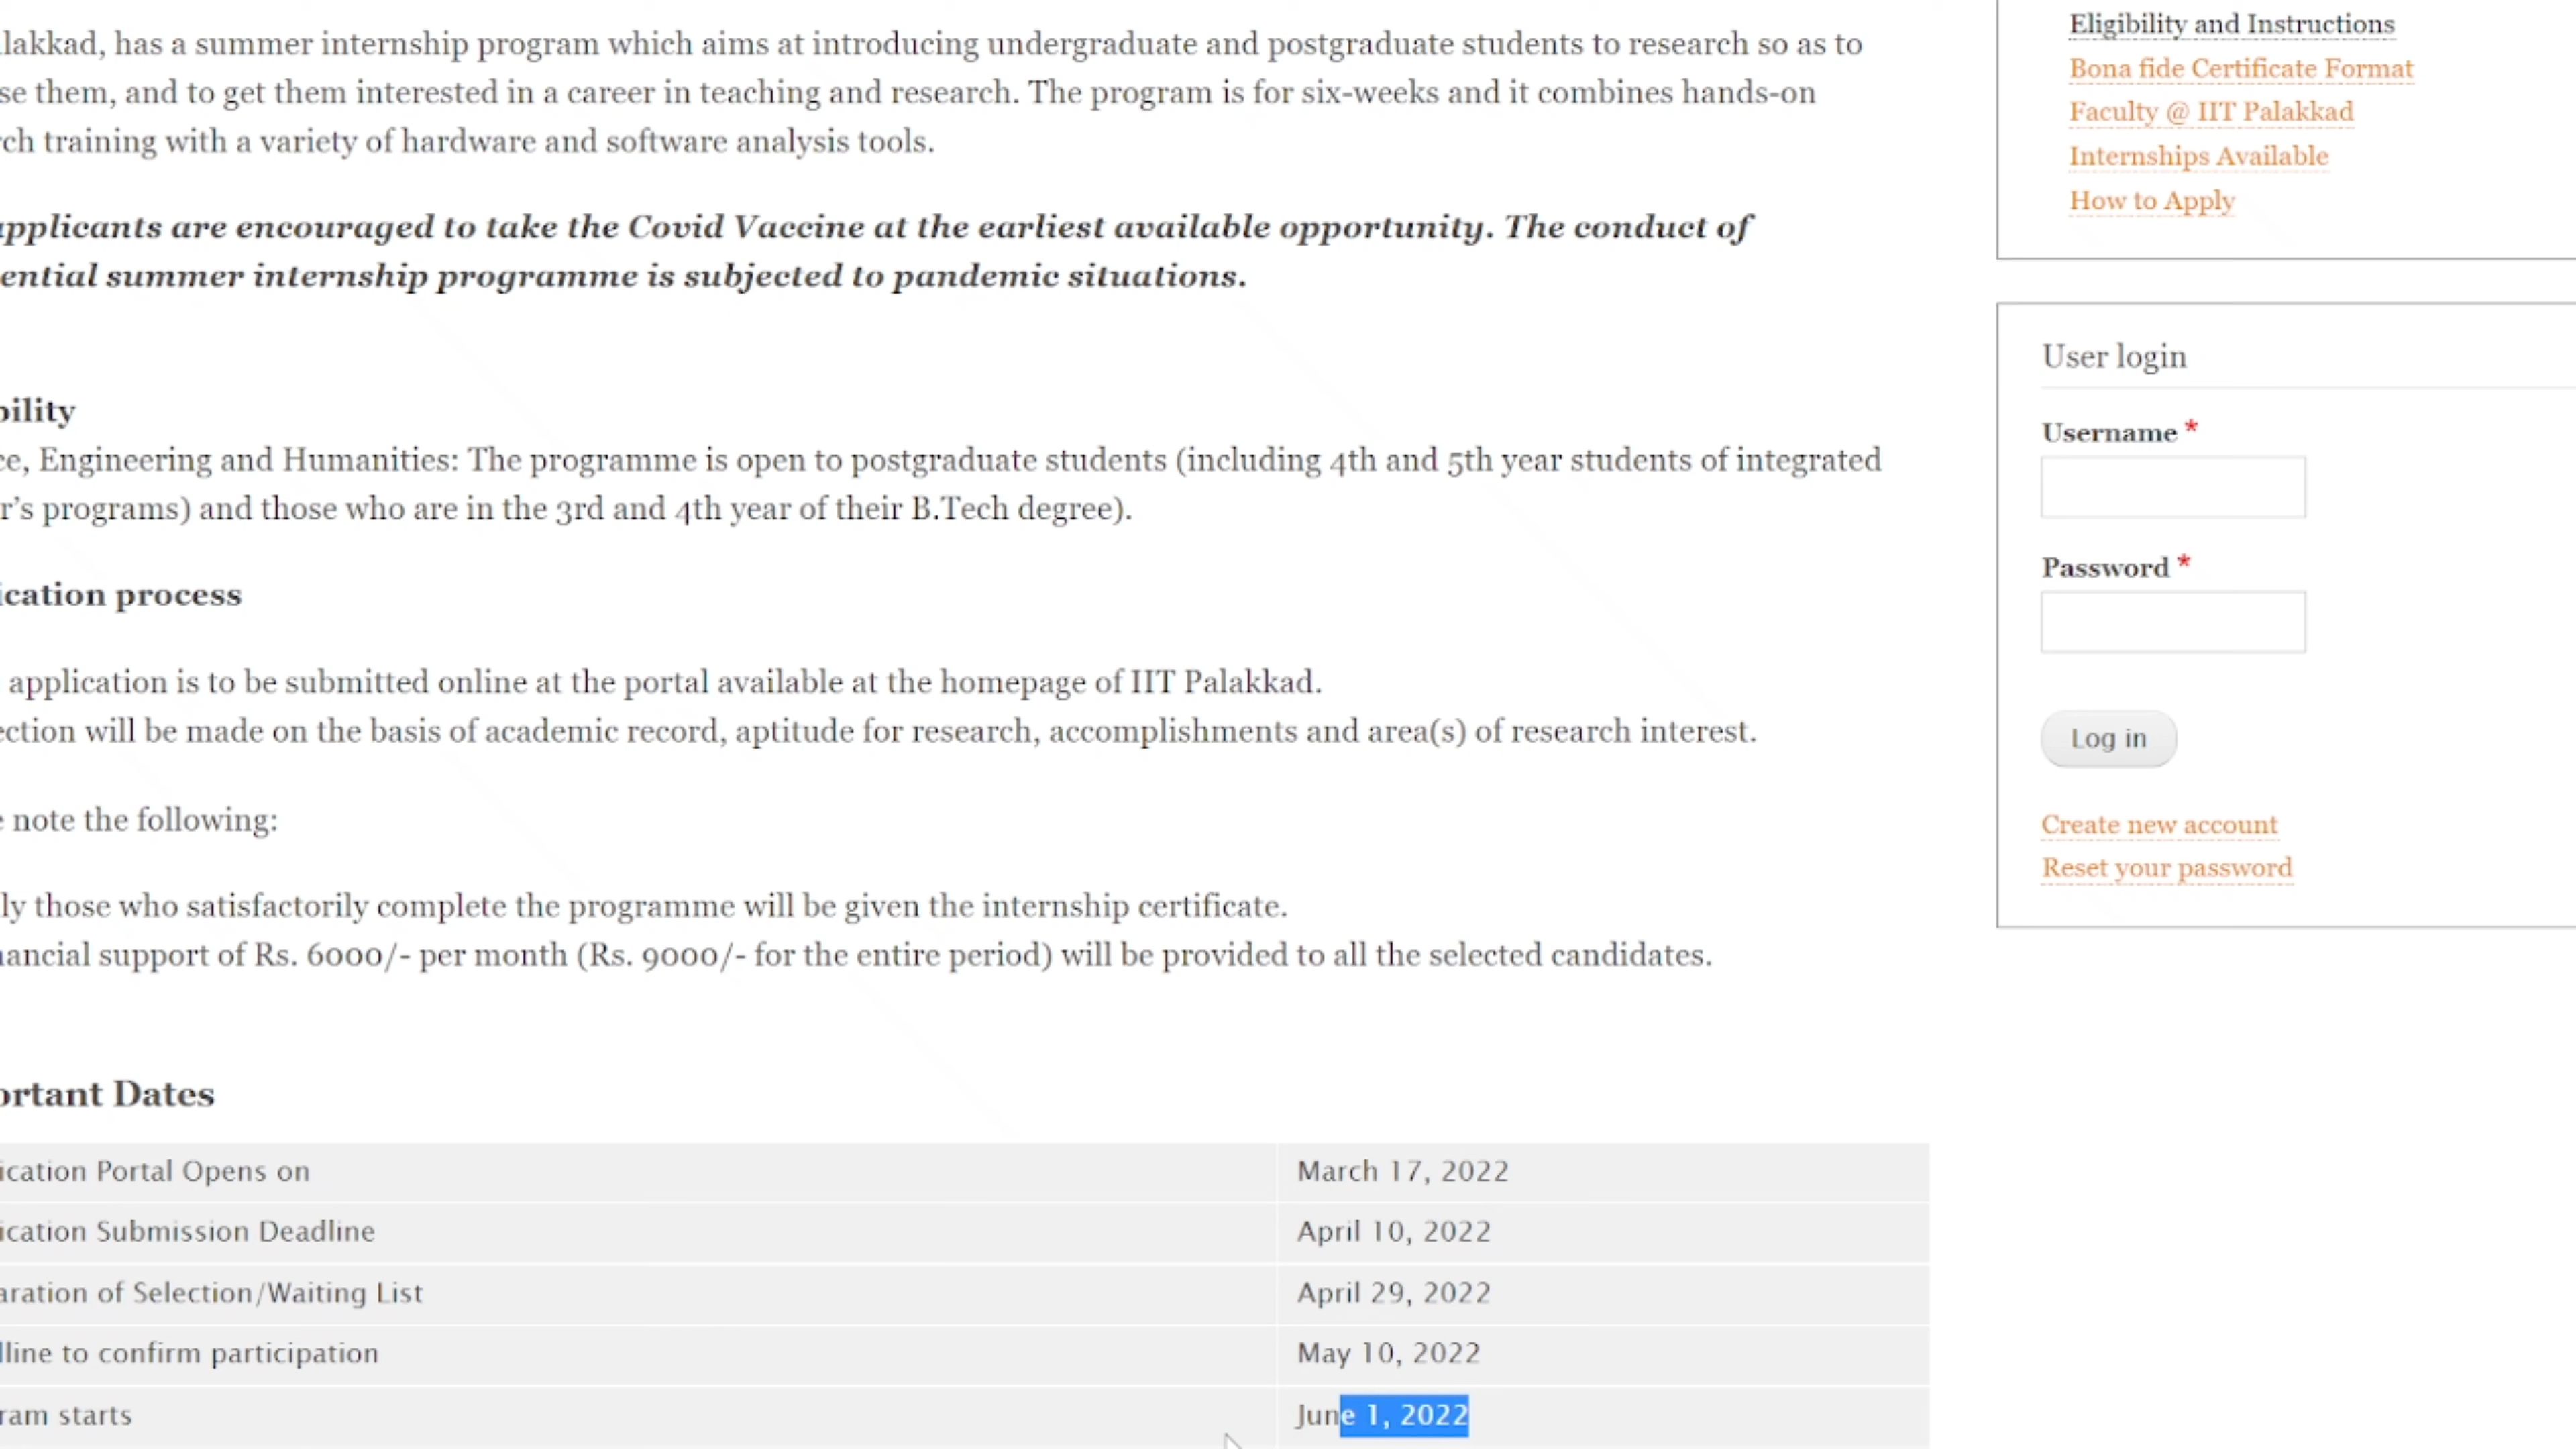 lakkad, has a summer internship program which aims at introducing undergraduate and postgraduate students to research so as to
se them, and to get them interested in a career in teaching and research. The program is for six-weeks and it combines hands-on
rch training with a variety of hardware and software analysis tools.
applicants are encouraged to take the Covid Vaccine at the earliest available opportunity. The conduct of
ential summer internship programme is subjected to pandemic situations.
bility
ce, Engineering and Humanities: The programme is open to postgraduate students (including 4th and 5th year students of integrated
r's programs) and those who are in the 3rd and 4th year of their B.Tech degree).
ication process
application is to be submitted online at the portal available at the homepage of IIT Palakkad.
ection will be made on the basis of academic record, aptitude for research, accomplishments and area(s) of research interest.
e note the following:
ly those who satisfactorily complete the programme will be given the internship certificate.
nancial support of Rs. 6000/- per month (Rs. 9000/- for the entire period) will be provided to all the selected candidates.
ortant Dates
ication Portal Opens on March 17, 2022
ication Submission Deadline April 10, 2022
aration of Selection/Waiting List April 29, 2022
lline to confirm participation May 10, 2022
ram starts June 1, 2022
Eligibility and Instructions
Bona fide Certificate Format
Faculty @ IIT Palakkad
Internships Available
How to Apply
User login
Username *
Password *
Log in
Create new account
Reset your password